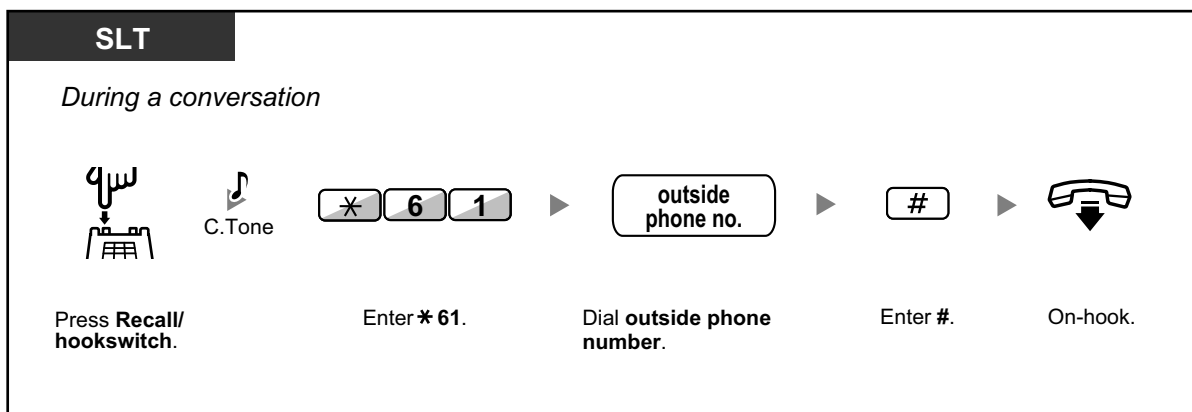 SLT
During a conversation
C.Tone
* 6 1
outside
phone no.
#
Press Recall/
hookswitch.
Enter * 61.
Dial outside phone
number.
Enter #.
On-hook.